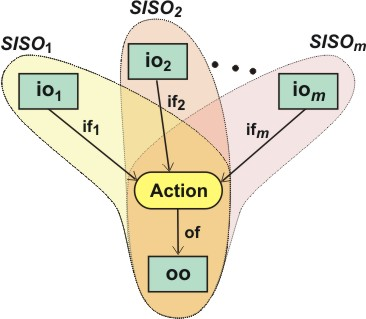 SISO2
SISO1
SISOm
io2
io1
iom
if2
if1
ifm
Action
of
oo